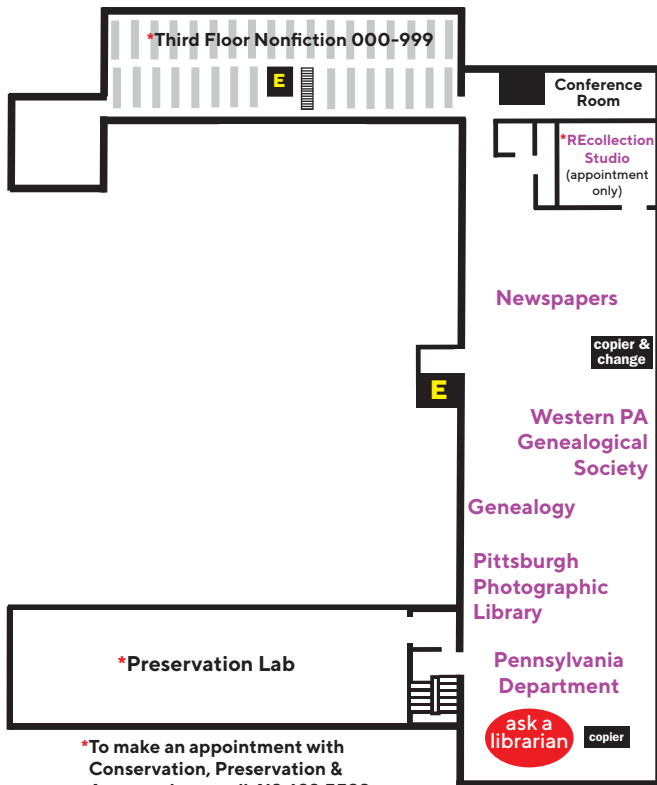 *Third Floor Nonfiction 000-999
E
Conference
Room
*REcollection
Studio
(appointment
only)
Newspapers
copier &
change
E
Western PA
Genealogical
Society
Genealogy
Pittsburgh
Photographic
Library
*Preservation Lab
Pennsylvania
Department
ask a
librarian
copier
*To make an appointment with
Conservation, Preservation &